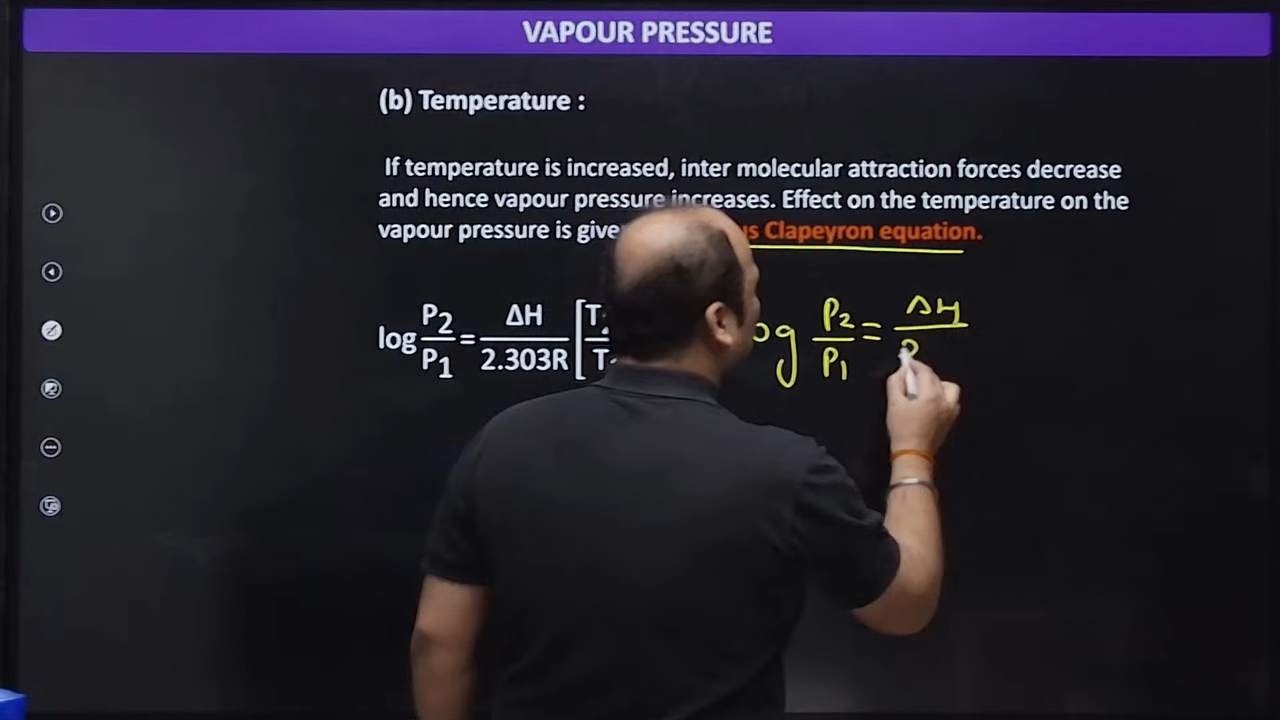 VAPOUR PRESSURE
(b) Temperature :
If temperature is increased, inter molecular attraction forces decrease
and hence vapour pressure increases. Effect on the temperature on the
vapour pressure is Clapeyron equation.
log P2/P1 = ΔH/2.303R [ og P2/P1 = ΔH/